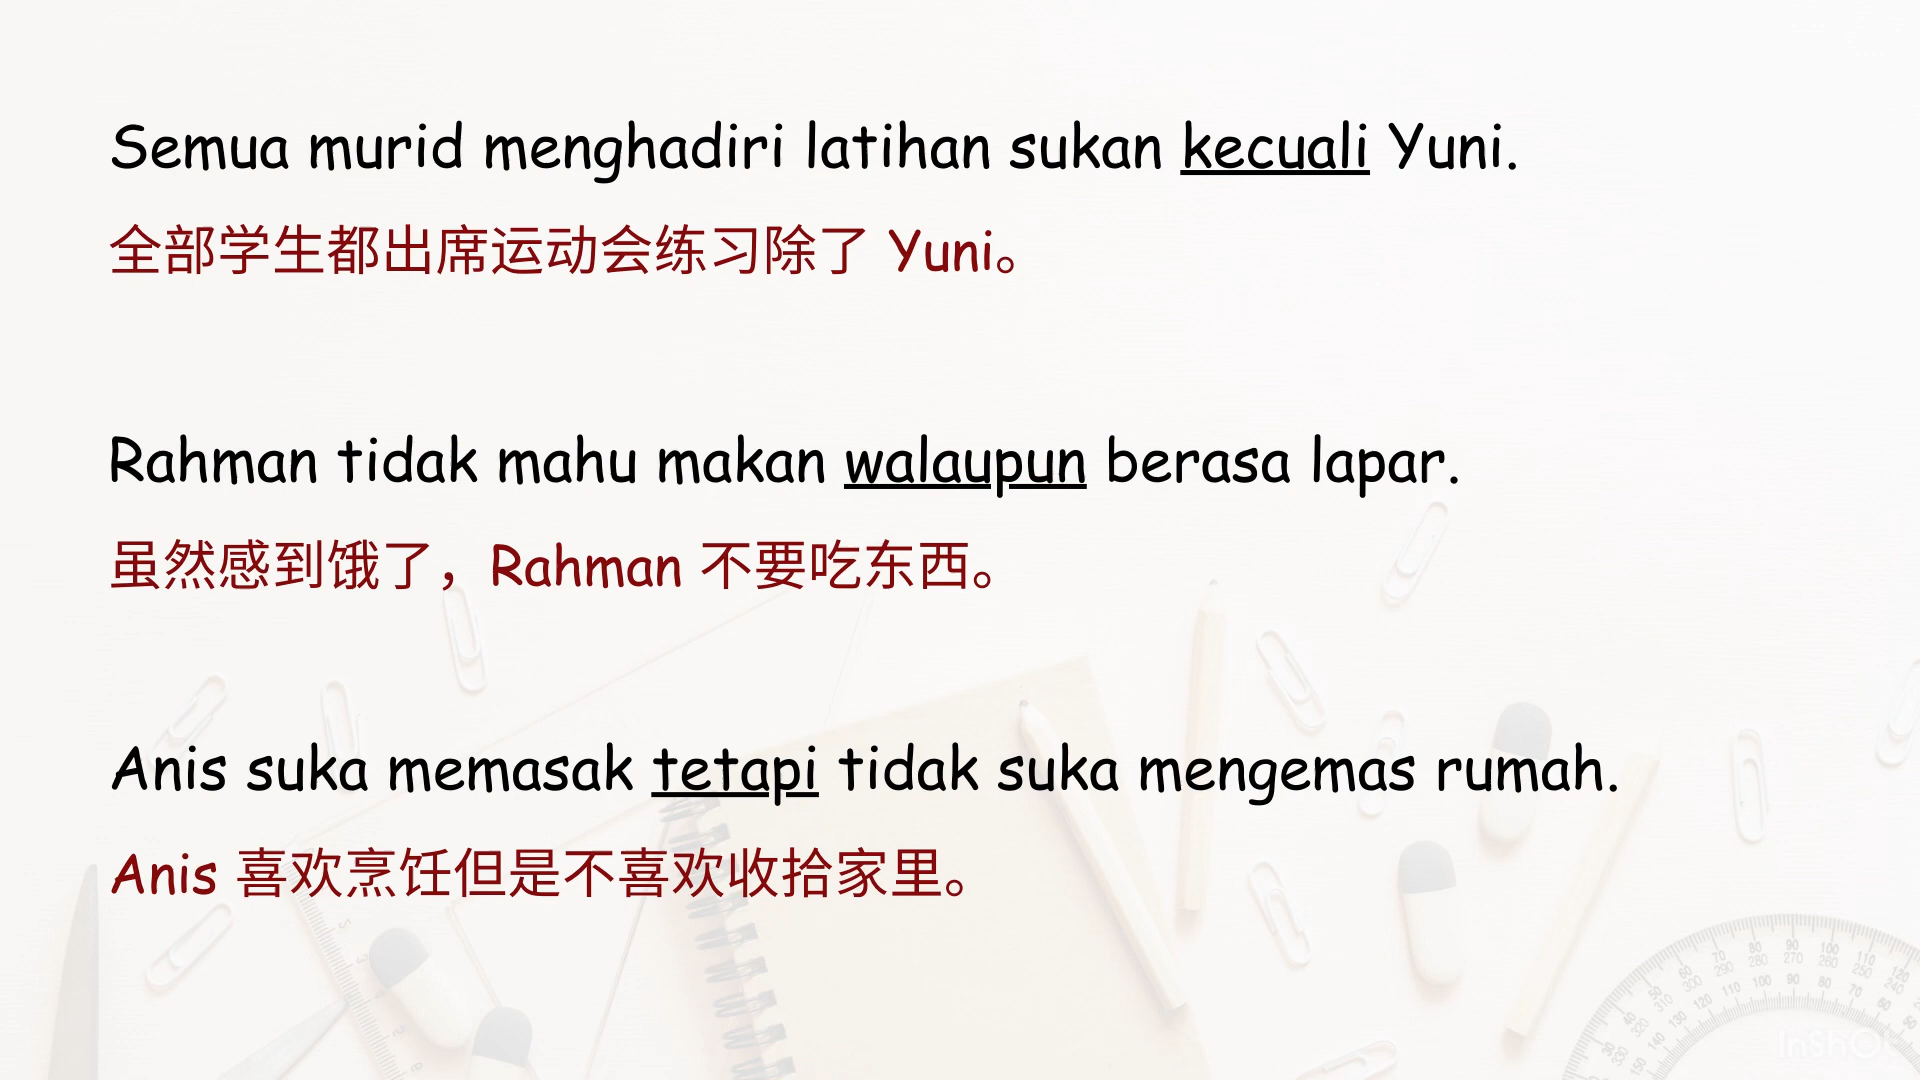 Semua murid menghadiri latihan sukan kecuali Yuni.
全部学生都出席运动会练习除了 Yuni。
Rahman tidak mahu makan walaupun berasa lapar.
虽然感到饿了，Rahman 不要吃东西。
Anis suka memasak tetapi tidak suka mengemas rumah.
Anis 喜欢烹饪但是不喜欢收拾家里。